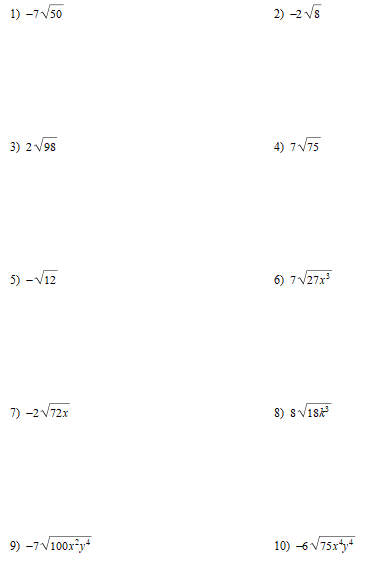 1) −7√50 2) −2√8
3) 2√98 4) 7√75
5) −√12 6) 7√27x³
7) −2√72x 8) 8√18k³
9) −7√100x²y⁴ 10) −6√75x⁴y⁴